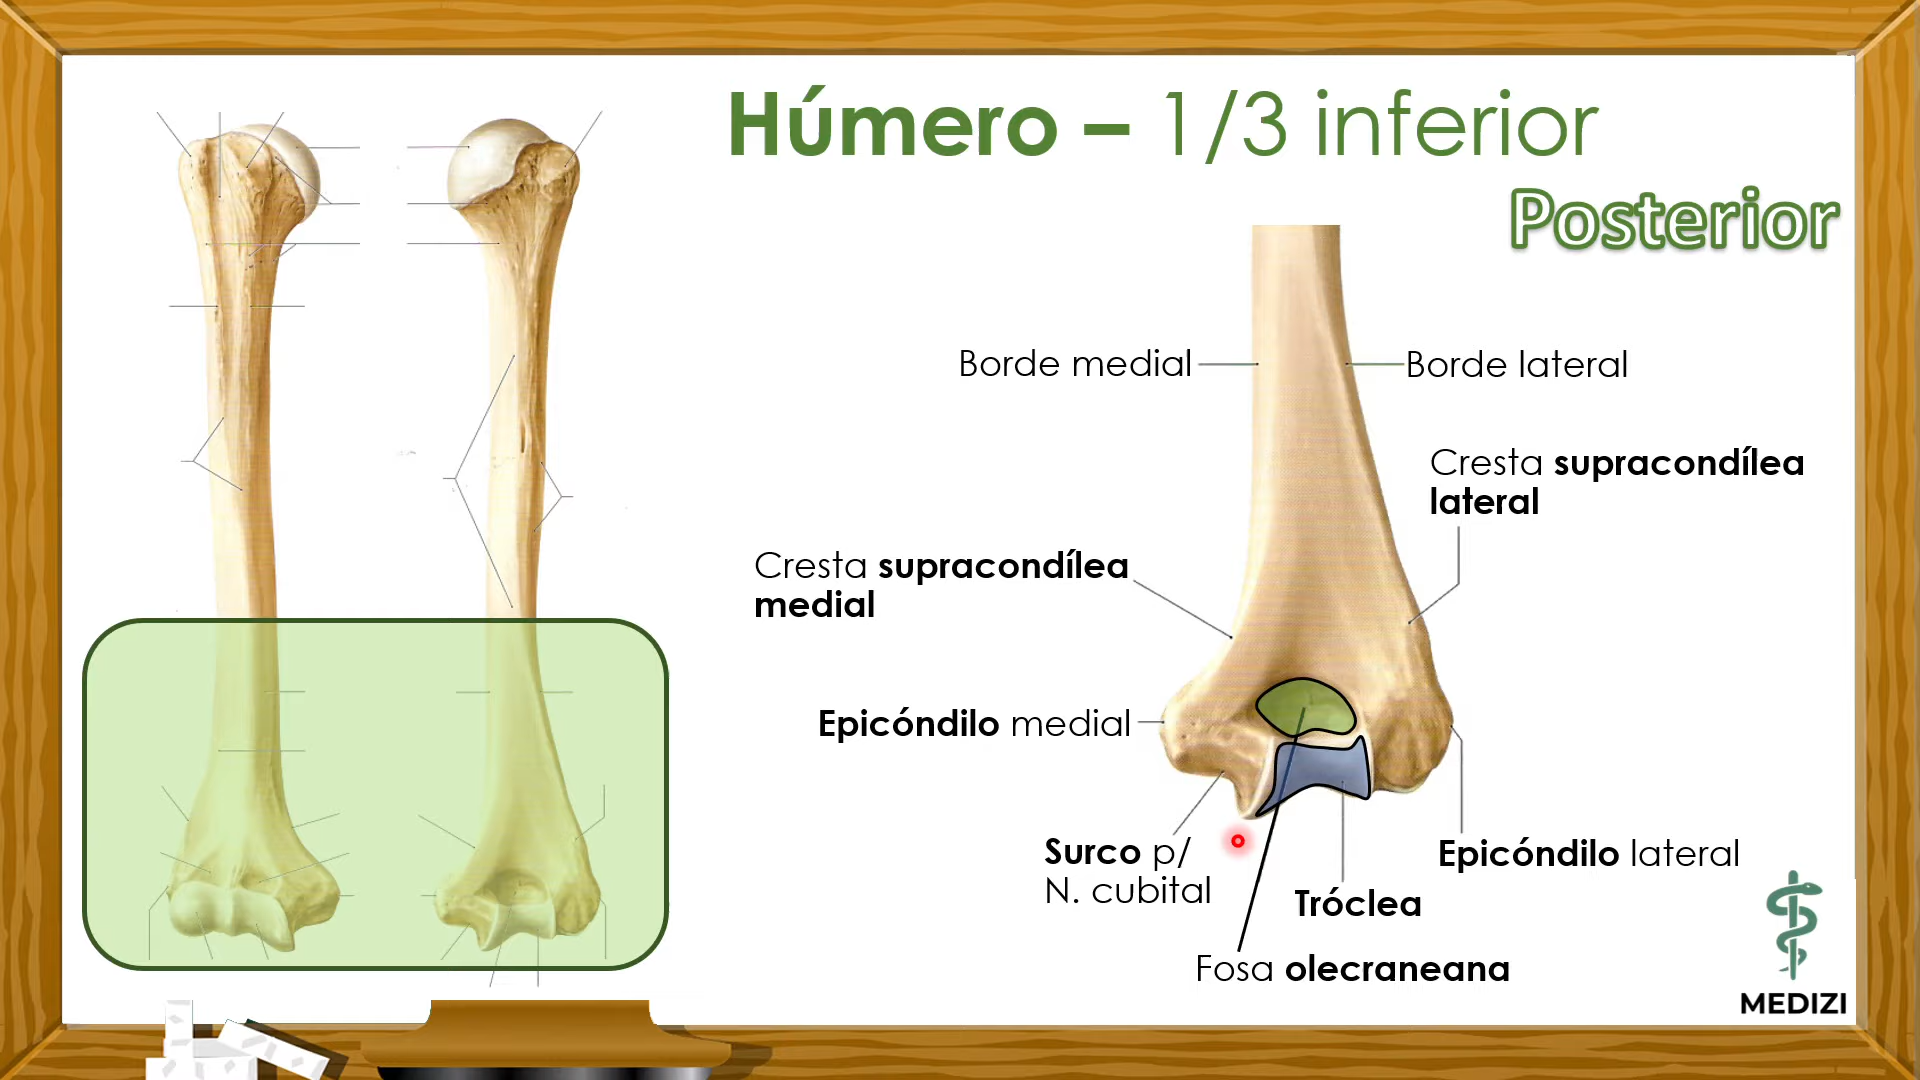 Húmero – 1/3 inferior
Posterior
Borde medial
Borde lateral
Cresta supracondílea
lateral
Cresta supracondílea
medial
Epicóndilo medial
Surco p/
N. cubital
Epicóndilo lateral
Tróclea
Fosa olecraneana
MEDIZI